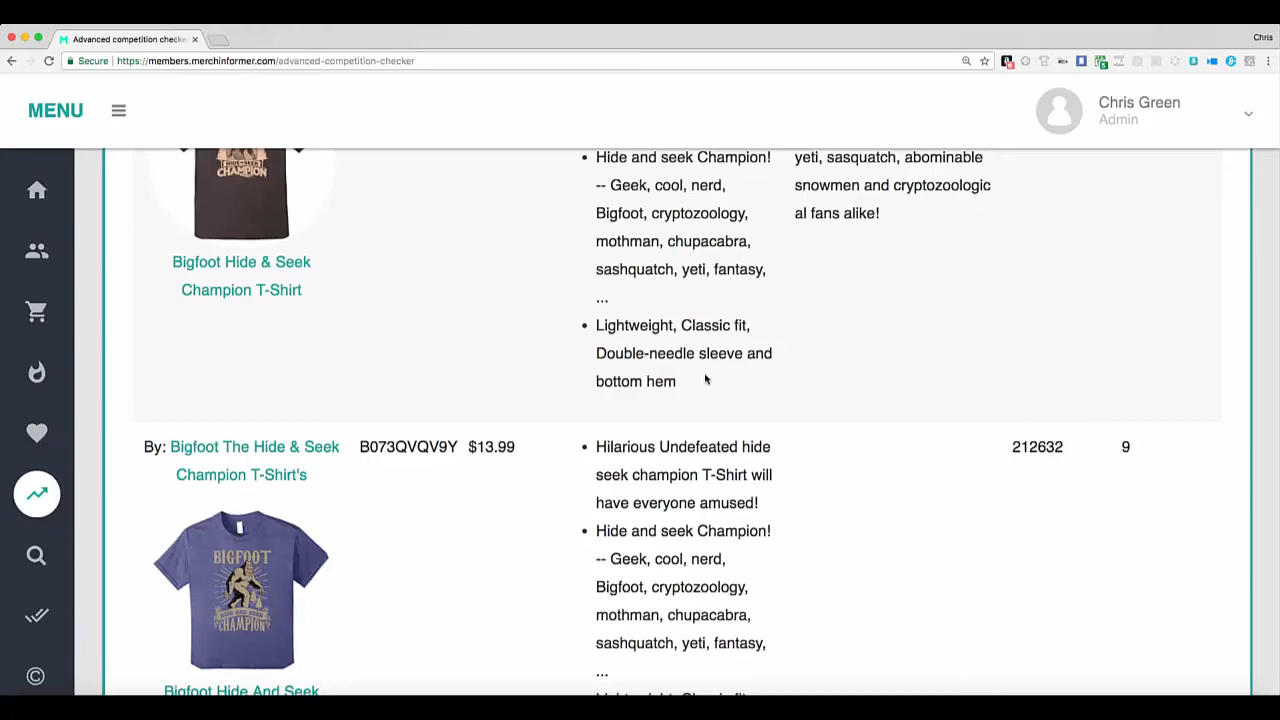 Advanced competition checke
Chris
Secure
https://members.merchinformer.com/advanced-competition-checker
MENU
Chris Green
Admin
CHAMPION
Bigfoot Hide & Seek
Champion T-Shirt
Hide and seek Champion!
-- Geek, cool, nerd,
Bigfoot, cryptozoology,
mothman, chupacabra,
sashquatch, yeti, fantasy,
...
Lightweight, Classic fit,
Double-needle sleeve and
bottom hem
yeti, sasquatch, abominable
snowmen and cryptozoologic
al fans alike!
By: Bigfoot The Hide & Seek
Champion T-Shirt's
B073QVQV9Y
$13.99
Hilarious Undefeated hide
seek champion T-Shirt will
have everyone amused!
Hide and seek Champion!
-- Geek, cool, nerd,
Bigfoot, cryptozoology,
mothman, chupacabra,
sashquatch, yeti, fantasy,
...
212632
9
BIGFOOT
HIDE AND SEEK
CHAMPION
Bigfoot Hide And Seek